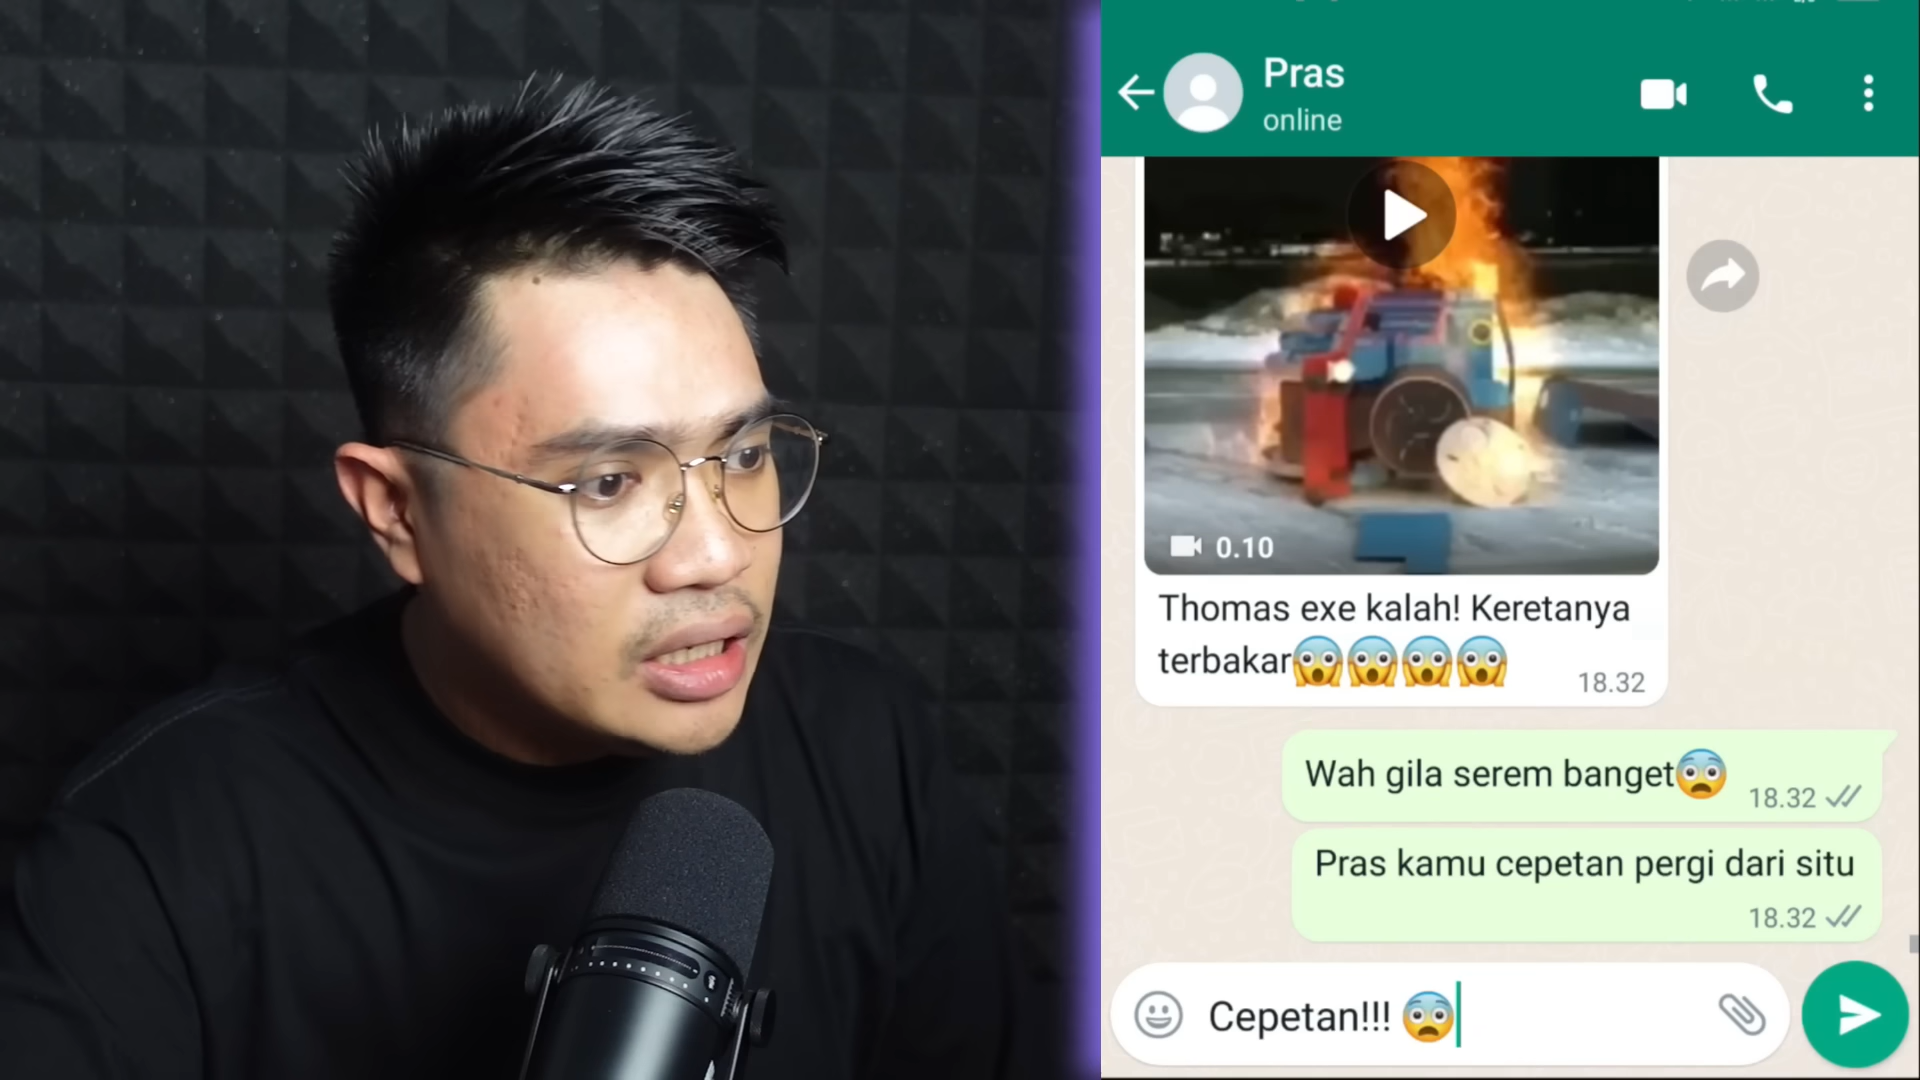 Pras
online
0.10
Thomas exe kalah! Keretanya
terbakar😱😱😱😱
18.32
Wah gila serem banget😨
18.32
Pras kamu cepetan pergi dari situ
18.32
Cepetan!!! 😨